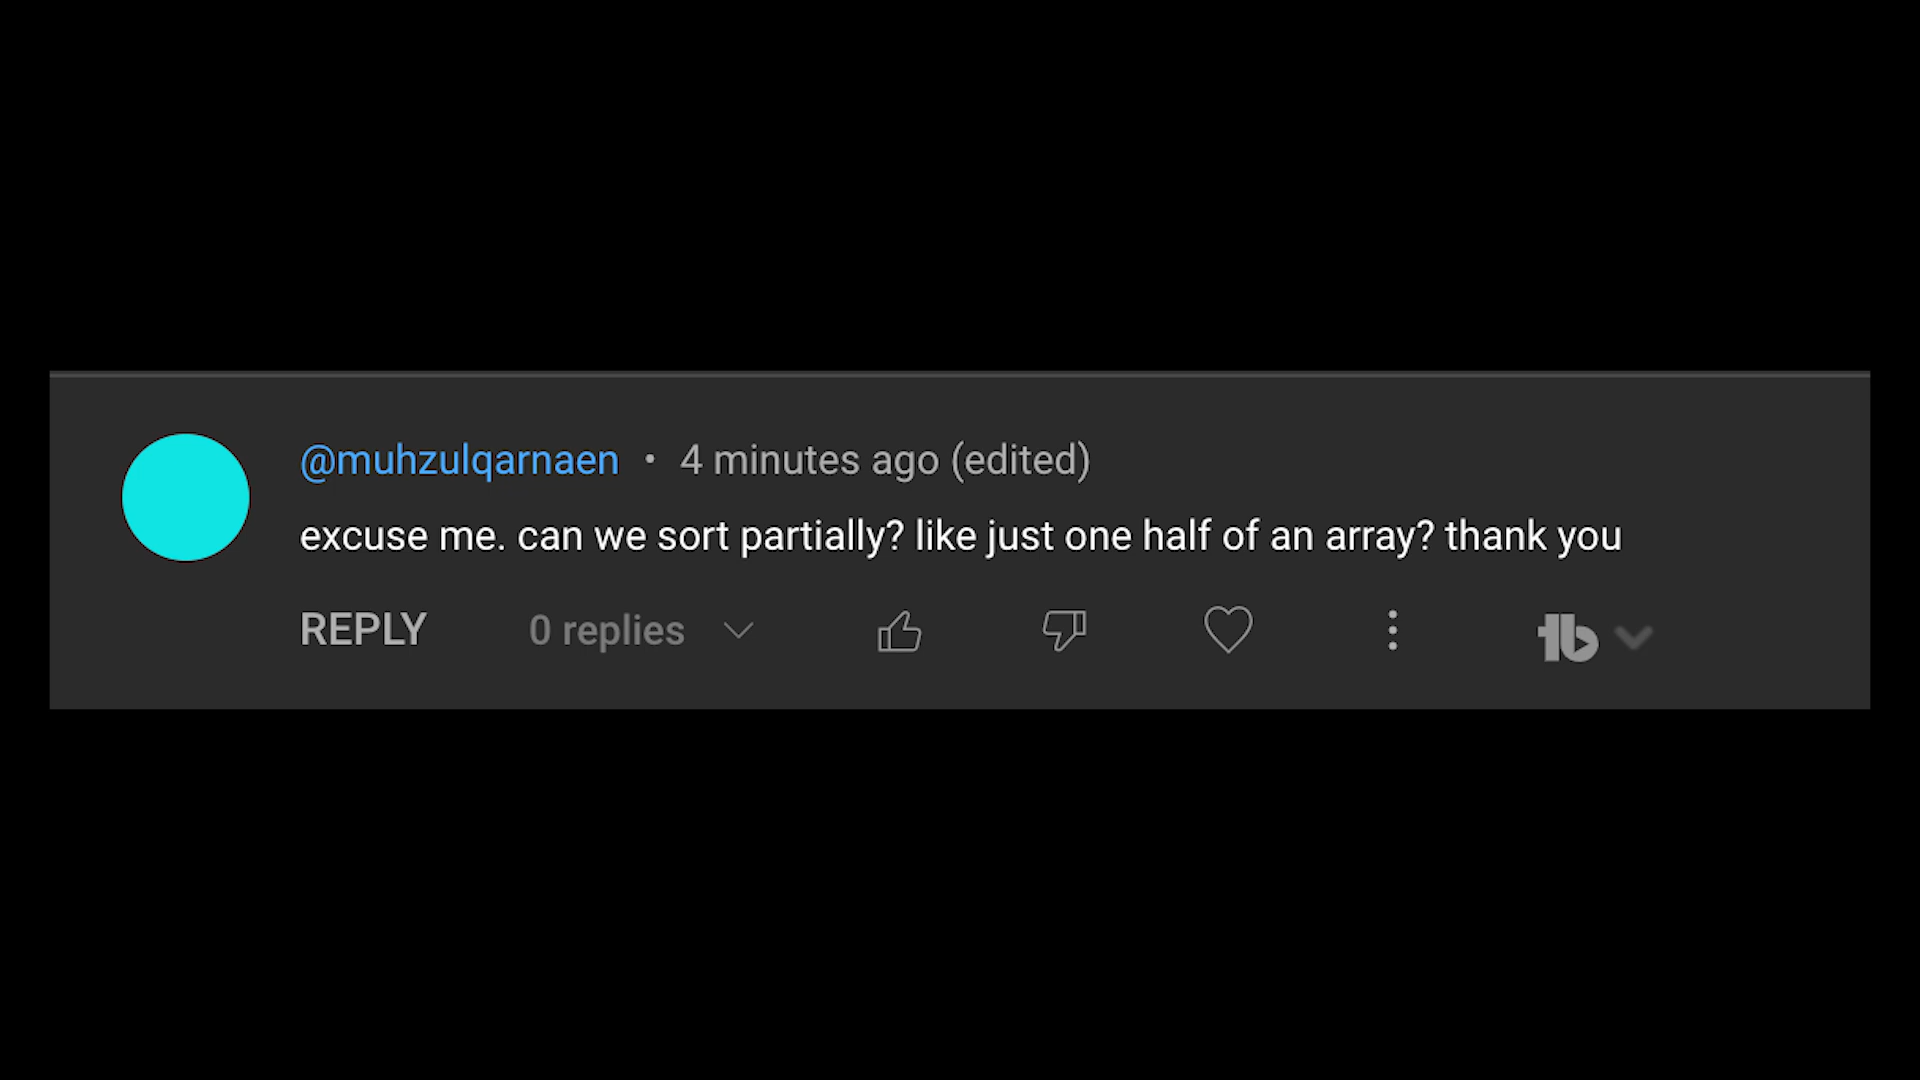 @muhzulqarnaen • 4 minutes ago (edited)
excuse me. can we sort partially? like just one half of an array? thank you
REPLY 0 replies
tb